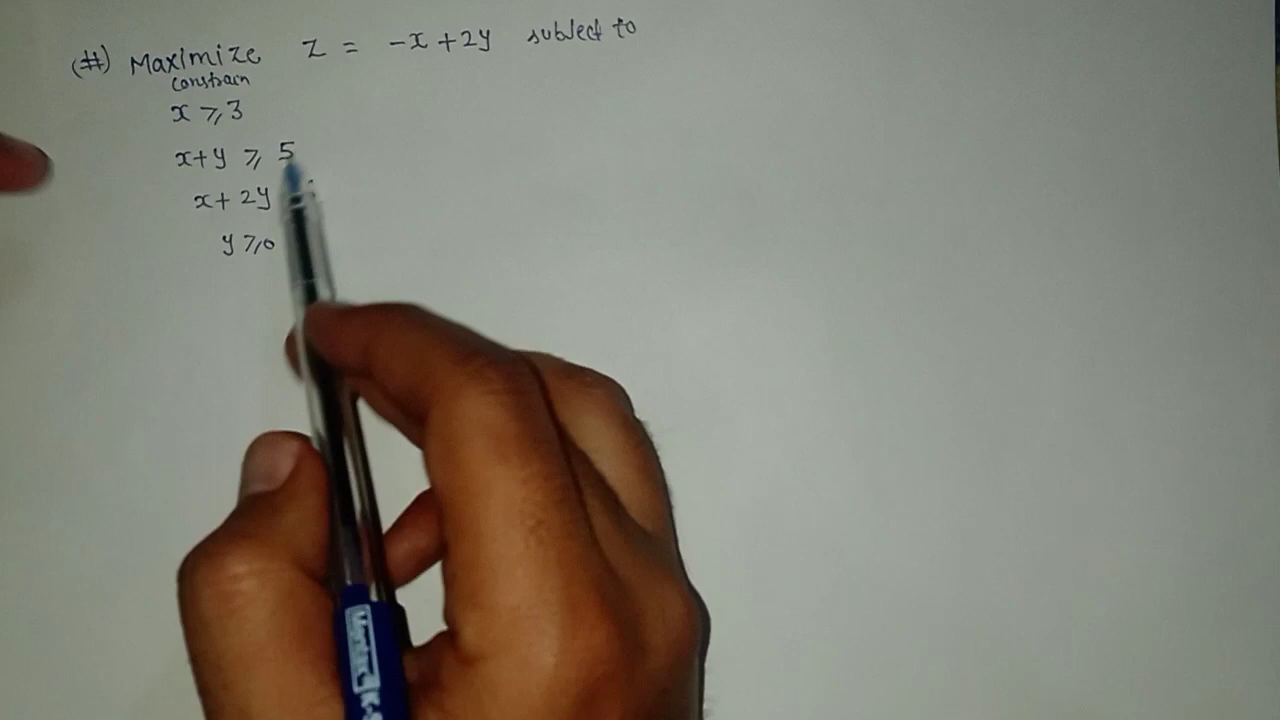 (#) Maximize Z = -x + 2y subject to
constrain
x ⩾ 3
x+y ⩾ 5
x + 2y
y ⩾ 0